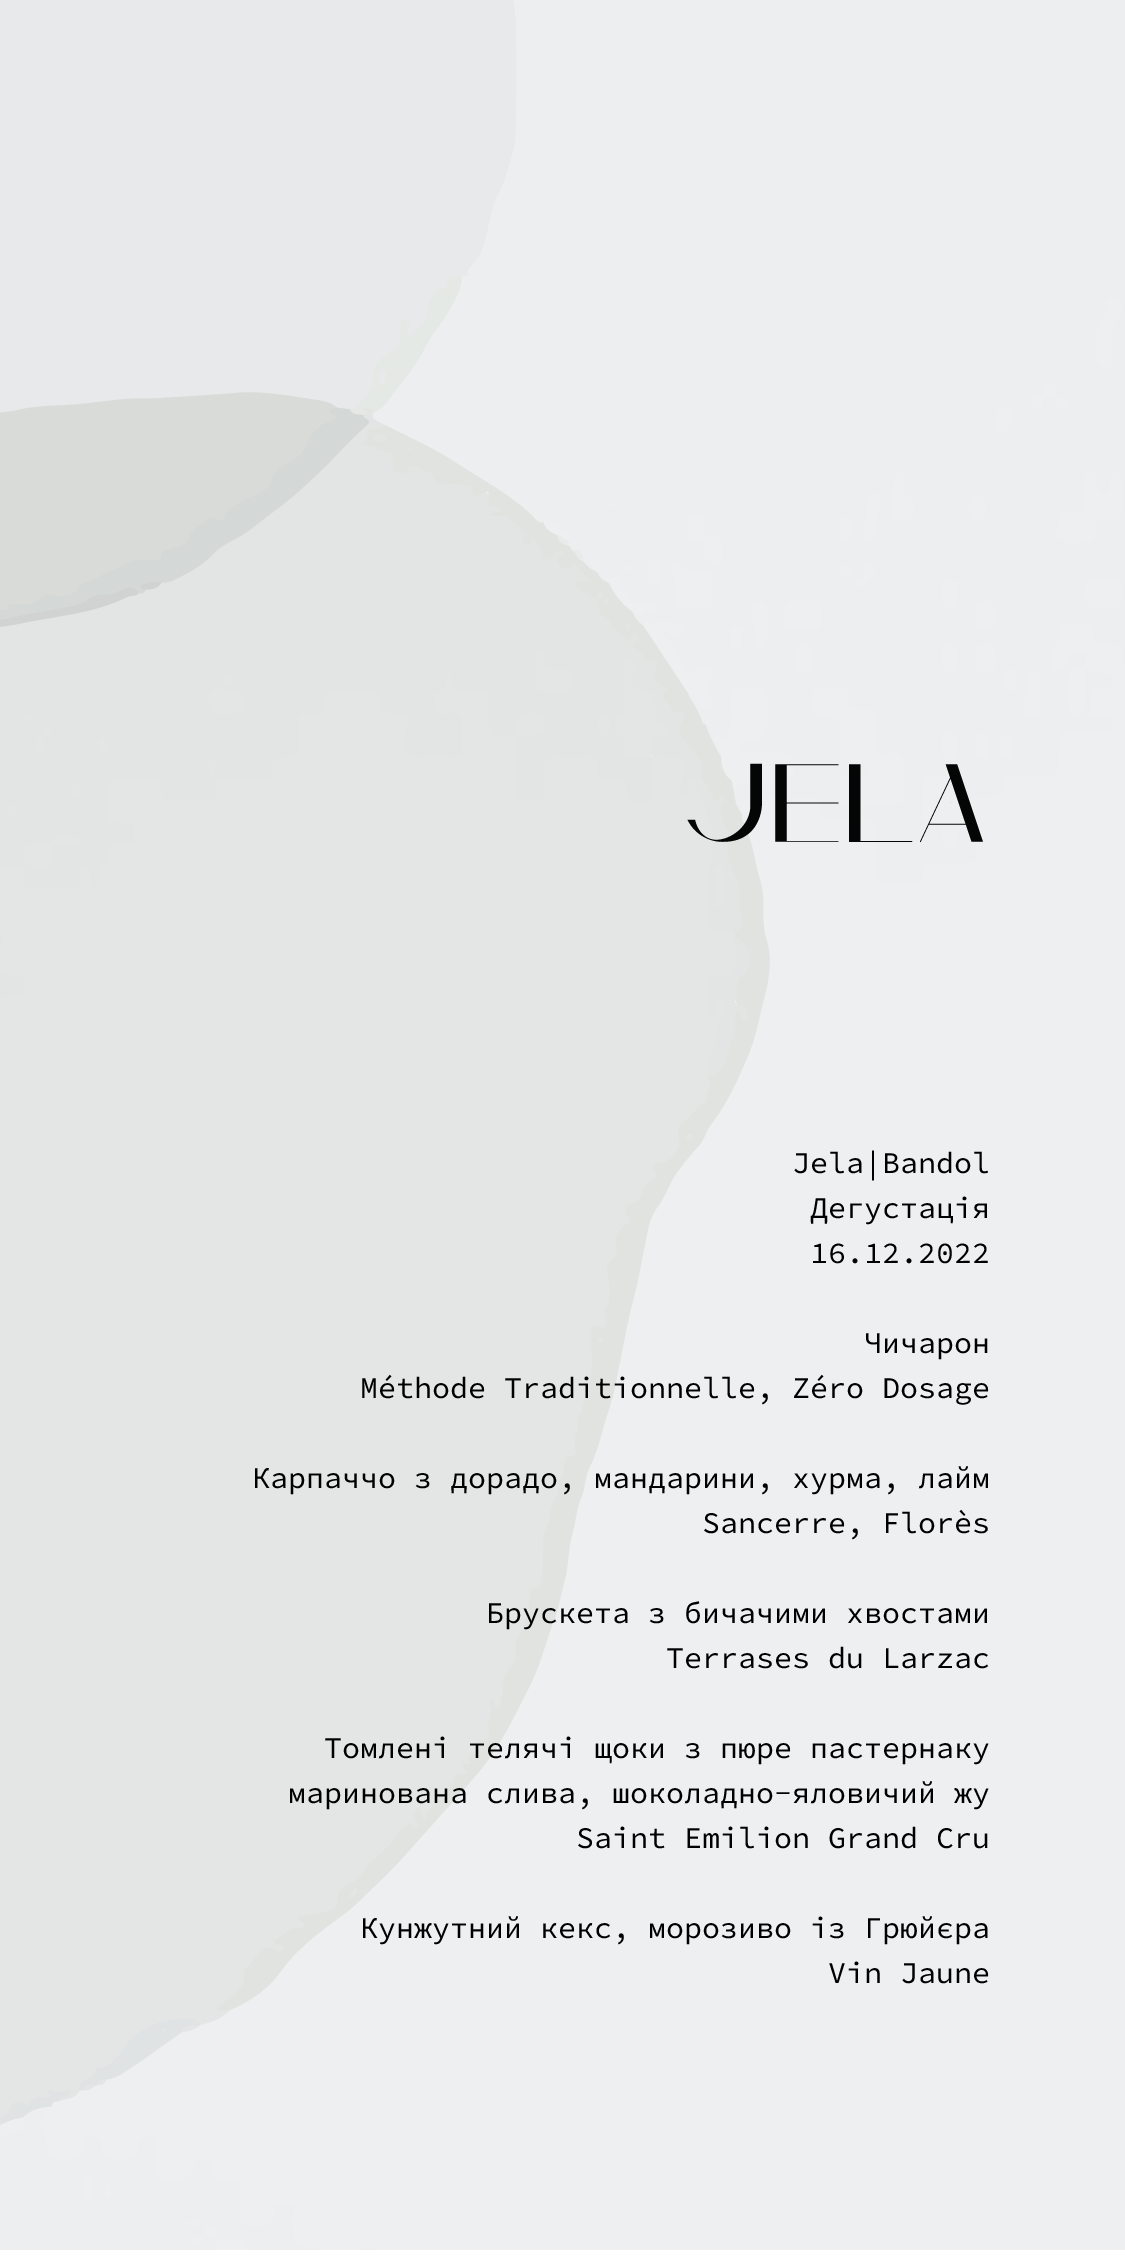 JELA
Jela|Bandol
Дегустація
16.12.2022
Чичарон
Méthode Traditionnelle, Zéro Dosage
Карпаччо з дорадо, мандарини, хурма, лайм
Sancerre, Florès
Брускета з бичачими хвостами
Terrases du Larzac
Томлені телячі щоки з пюре пастернаку
маринована слива, шоколадно-яловичий жу
Saint Emilion Grand Cru
Кунжутний кекс, морозиво із Грюйєра
Vin Jaune